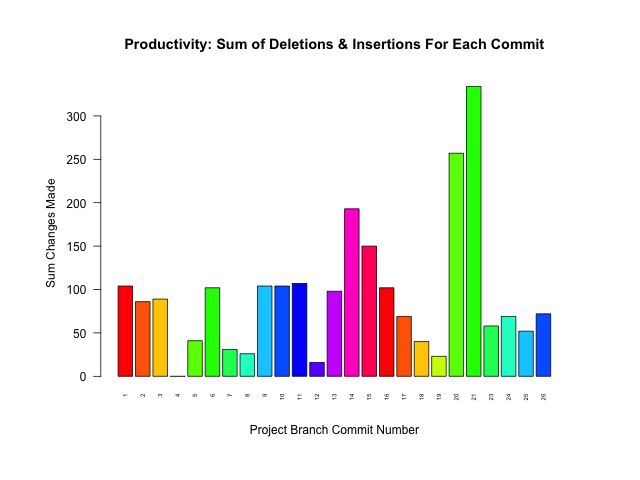 Productivity: Sum of Deletions & Insertions For Each Commit
300
250
200
150
100
50
0
Sum Changes Made
1 2 3 4 5 6 7 8 9 10 11 12 13 14 15 16 17 18 19 20 21 23 24 25 26
Project Branch Commit Number